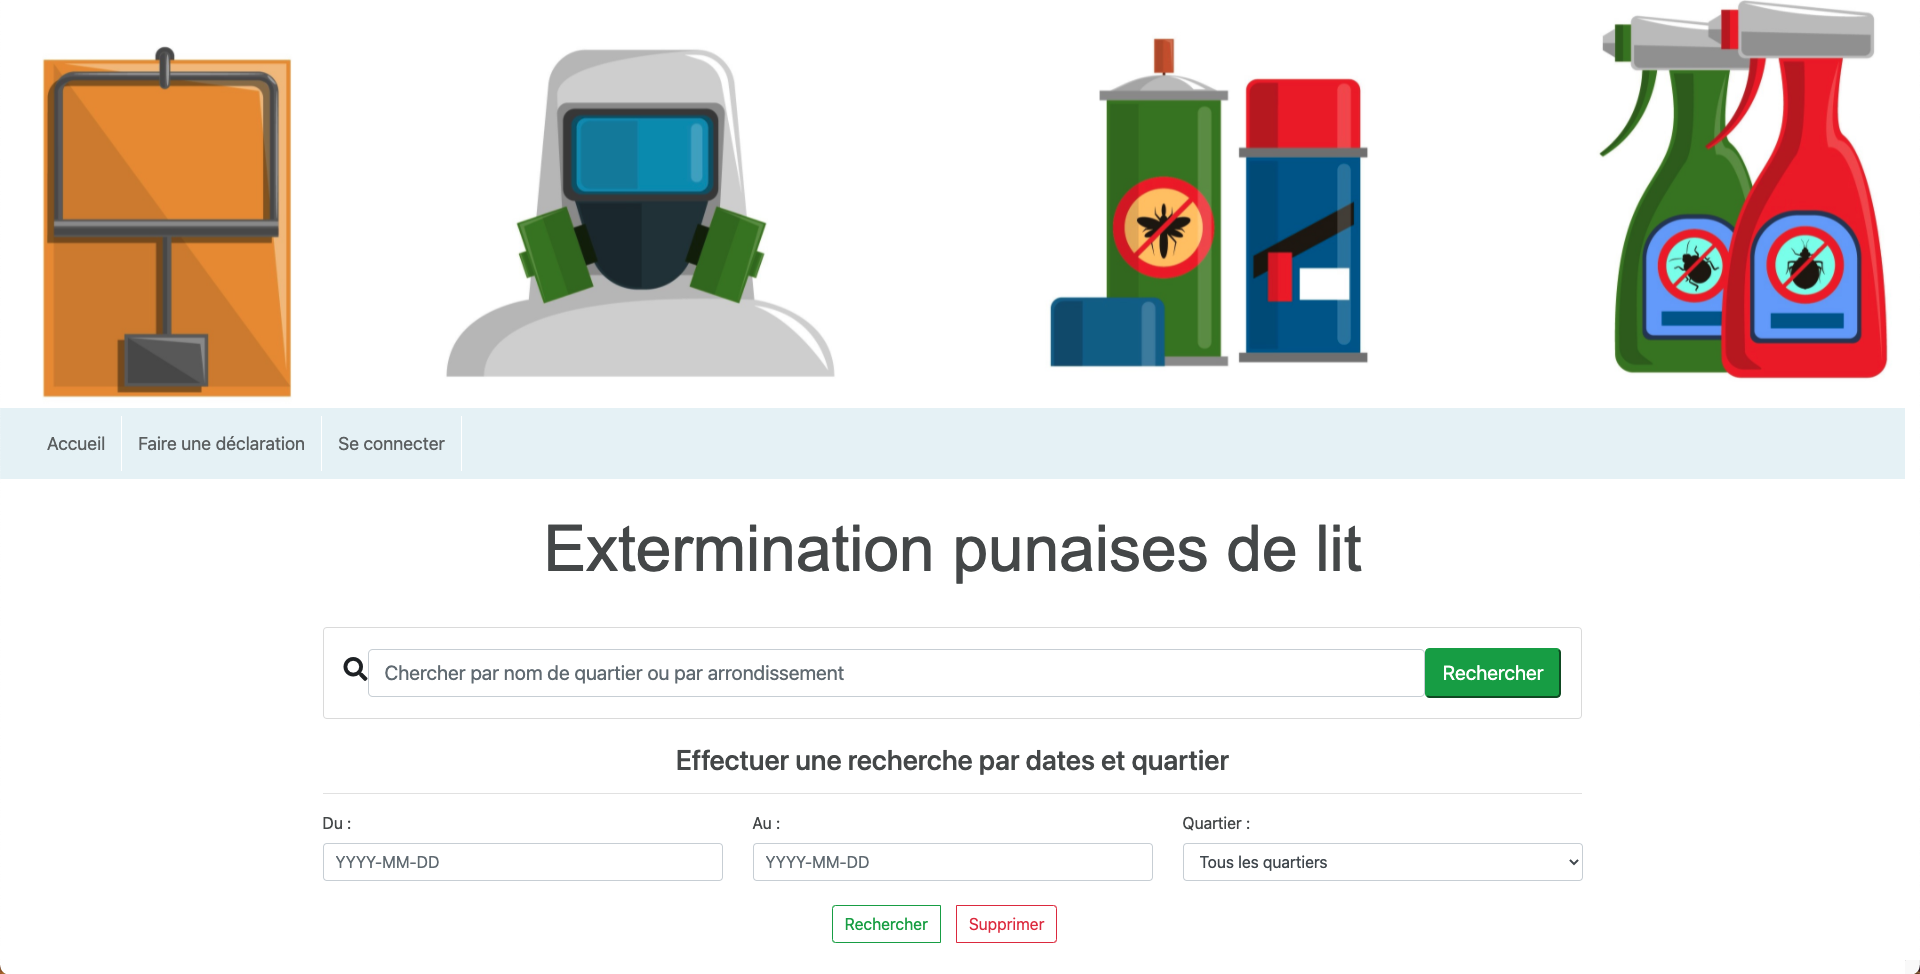 Accueil
Faire une déclaration
Se connecter
Extermination punaises de lit
Chercher par nom de quartier ou par arrondissement
Rechercher
Effectuer une recherche par dates et quartier
Du :
Au :
Quartier :
YYYY-MM-DD
YYYY-MM-DD
Tous les quartiers
Rechercher
Supprimer